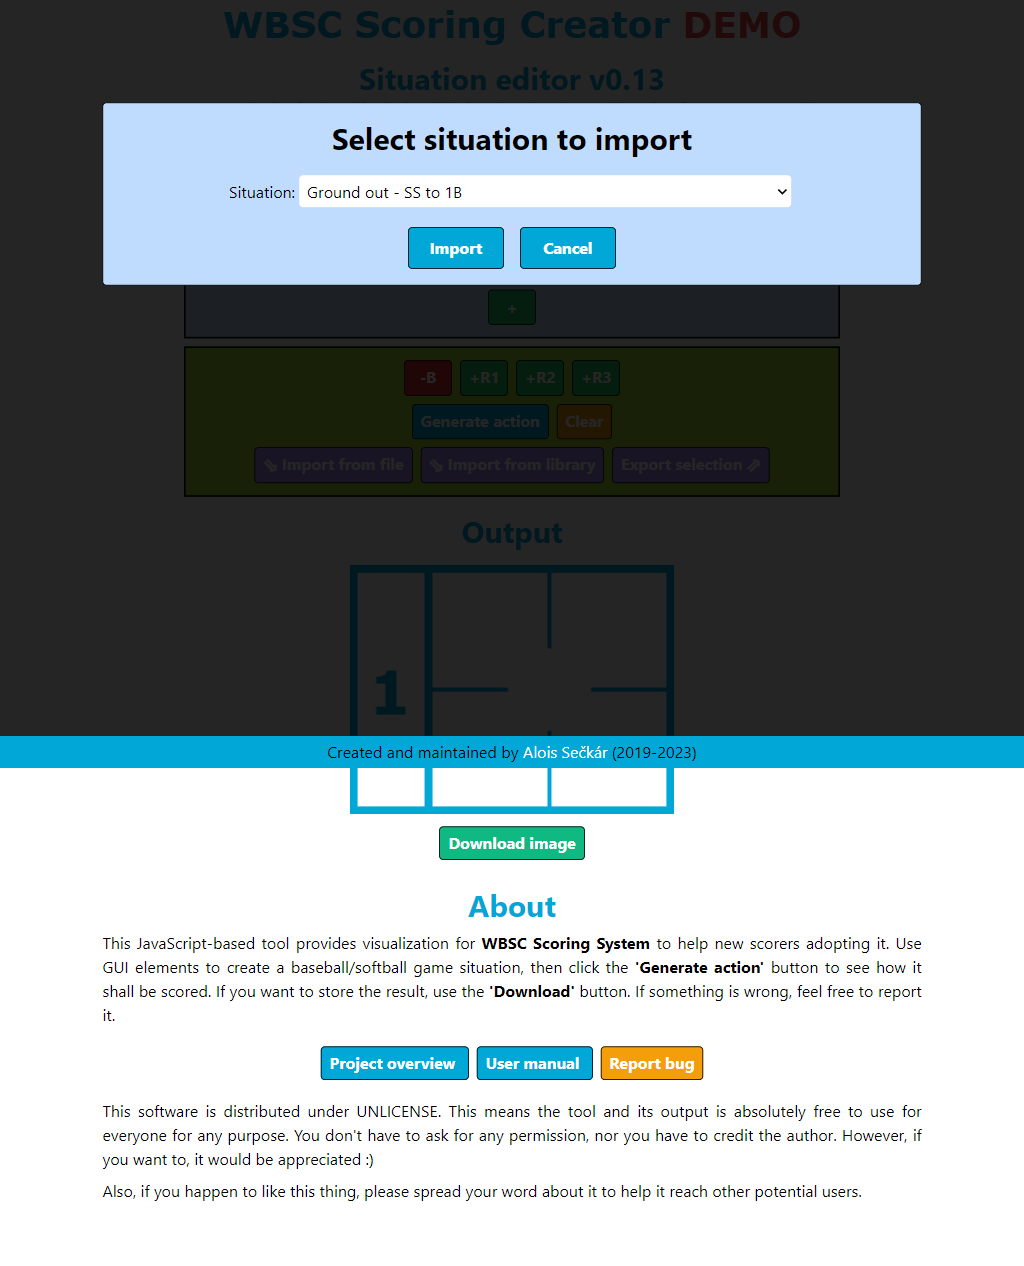 WBSC Scoring Creator DEMO
Situation editor v0.13
Select situation to import
Situation: Ground out - SS to 1B
Import Cancel
+
-B +R1 +R2 +R3
Generate action Clear
Import from file Import from library Export selection
Output
1
Created and maintained by Alois Sečkár (2019-2023)
Download image
About
This JavaScript-based tool provides visualization for WBSC Scoring System to help new scorers adopting it. Use
GUI elements to create a baseball/softball game situation, then click the 'Generate action' button to see how it
shall be scored. If you want to store the result, use the 'Download' button. If something is wrong, feel free to report
it.
Project overview User manual Report bug
This software is distributed under UNLICENSE. This means the tool and its output is absolutely free to use for
everyone for any purpose. You don't have to ask for any permission, nor you have to credit the author. However, if
you want to, it would be appreciated :)
Also, if you happen to like this thing, please spread your word about it to help it reach other potential users.